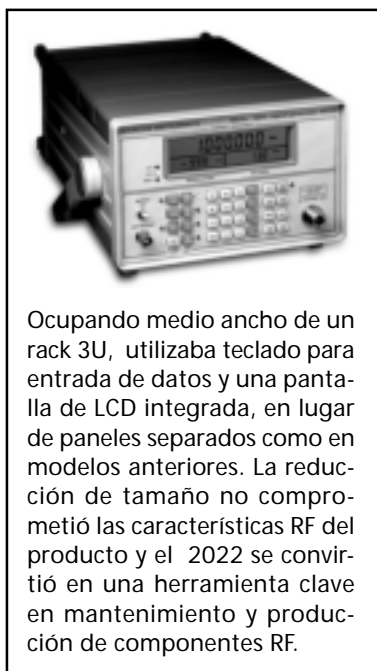 Ocupando medio ancho de un
rack 3U, utilizaba teclado para
entrada de datos y una panta-
lla de LCD integrada, en lugar
de paneles separados como en
modelos anteriores. La reduc-
ción de tamaño no compro-
metió las características RF del
producto y el 2022 se convir-
tió en una herramienta clave
en mantenimiento y produc-
ción de componentes RF.